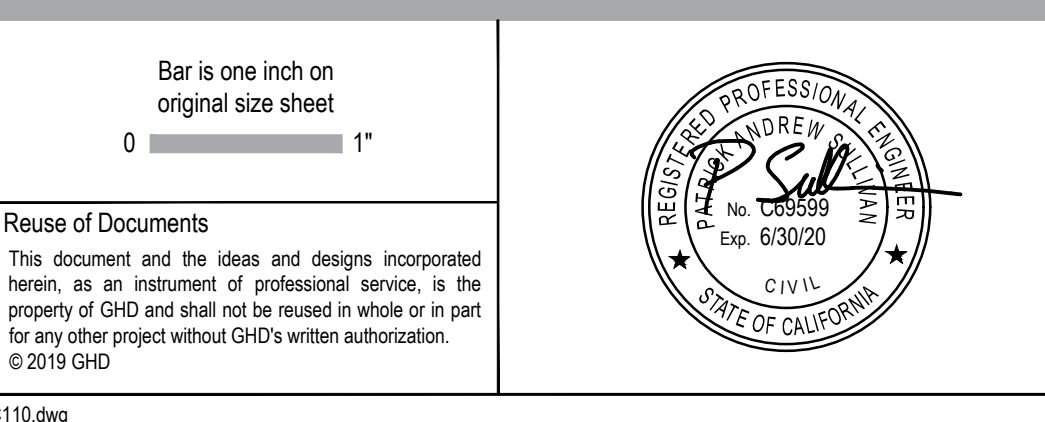 Bar is one inch on
original size sheet
0 1"
Reuse of Documents
This document and the ideas and designs incorporated
herein, as an instrument of professional service, is the
property of GHD and shall not be reused in whole or in part
for any other project without GHD's written authorization.
© 2019 GHD
REGISTERED PROFESSIONAL ENGINEER
PATRICK ANDREW SULLIVAN
P Sull
No. C69599
Exp. 6/30/20
CIVIL
STATE OF CALIFORNIA
110.dwg